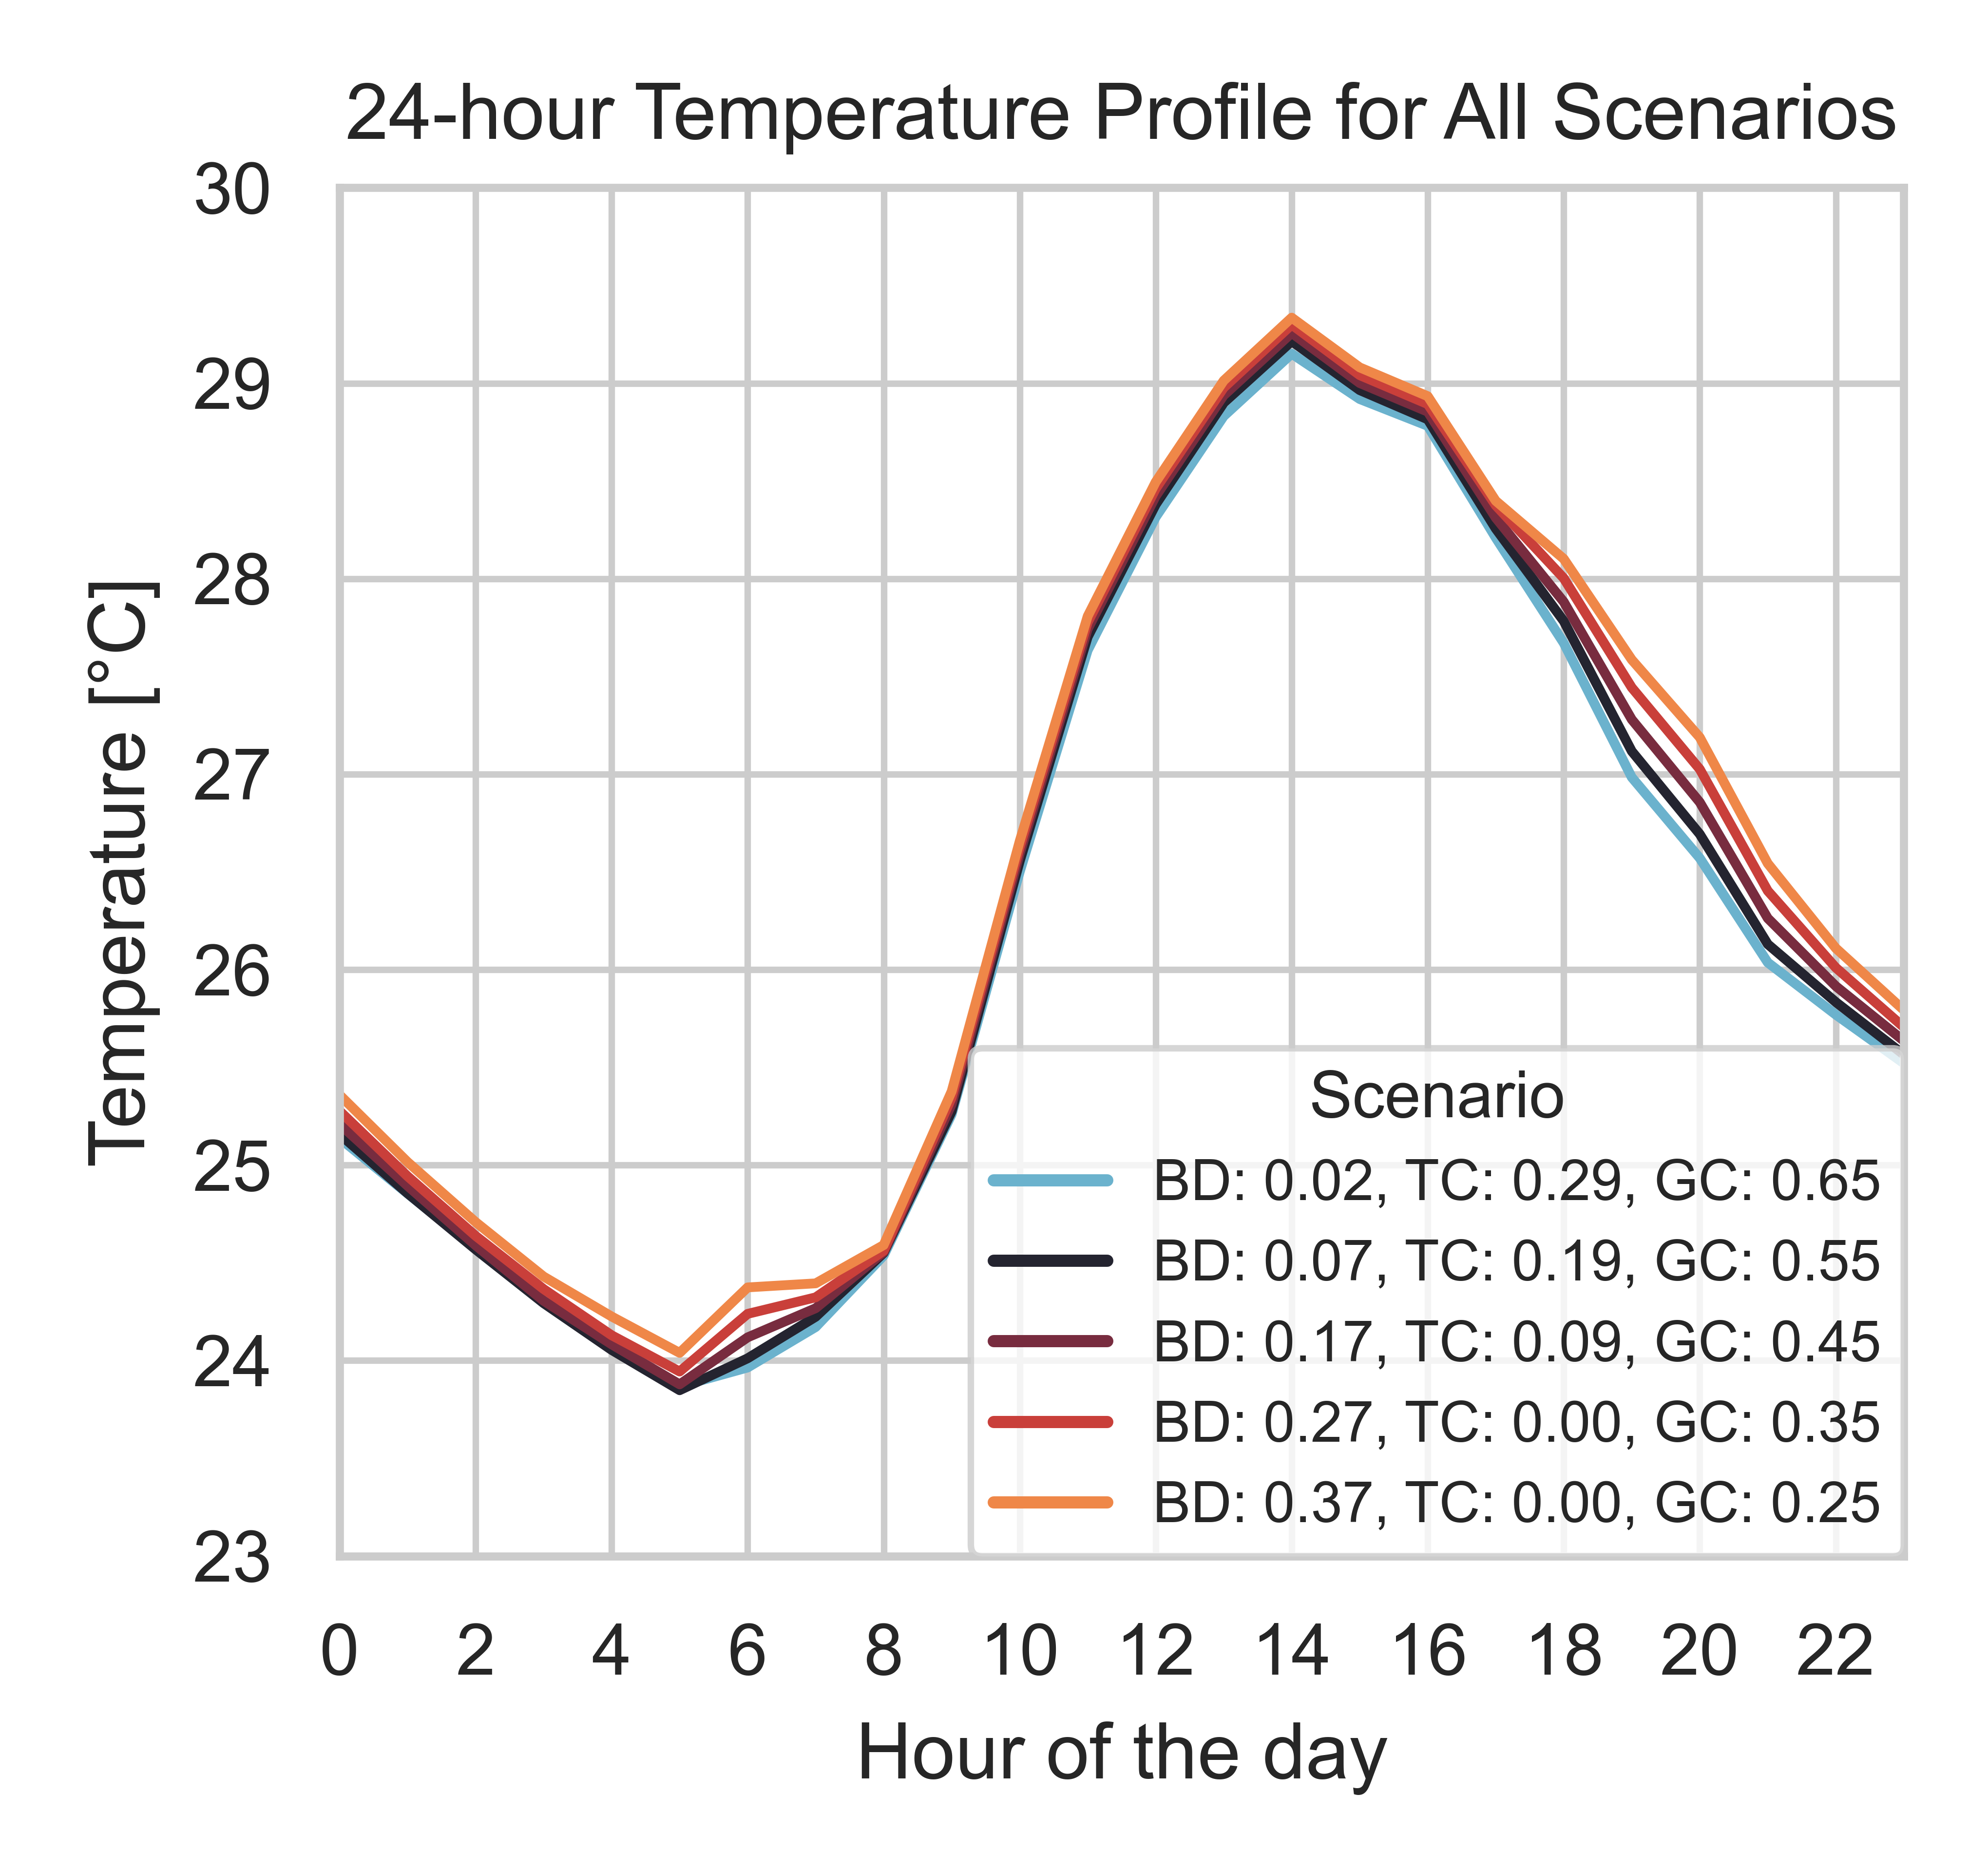 24-hour Temperature Profile for All Scenarios
30
29
28
27
26
25
24
23
Temperature [°C]
Scenario
BD: 0.02, TC: 0.29, GC: 0.65
BD: 0.07, TC: 0.19, GC: 0.55
BD: 0.17, TC: 0.09, GC: 0.45
BD: 0.27, TC: 0.00, GC: 0.35
BD: 0.37, TC: 0.00, GC: 0.25
0 2 4 6 8 10 12 14 16 18 20 22
Hour of the day